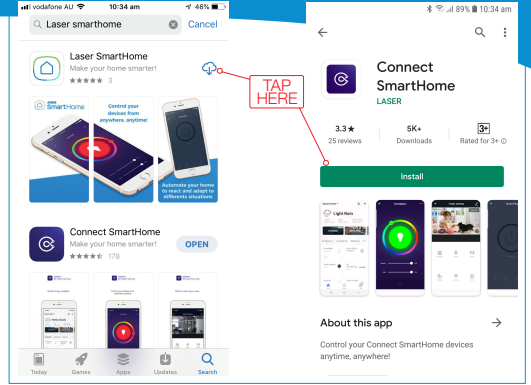 vodafone AU 10:34 am 46%
Laser smarthome Cancel
Laser SmartHome
Make your home smarter!
★★★★★ 3
SmartHome
Control your
devices from
anywhere, anytime!
Automate your home
to react and adapt to
different situations
Connect SmartHome
Make your home smarter!
178
OPEN
Today Games Apps Updates Search
TAP
HERE
89% 10:34 am
Connect
SmartHome
LASER
3.3★ 5K+ 3+
25 reviews Downloads Rated for 3+
Install
Light Rain
About this app
Control your Connect SmartHome devices
anytime, anywhere!